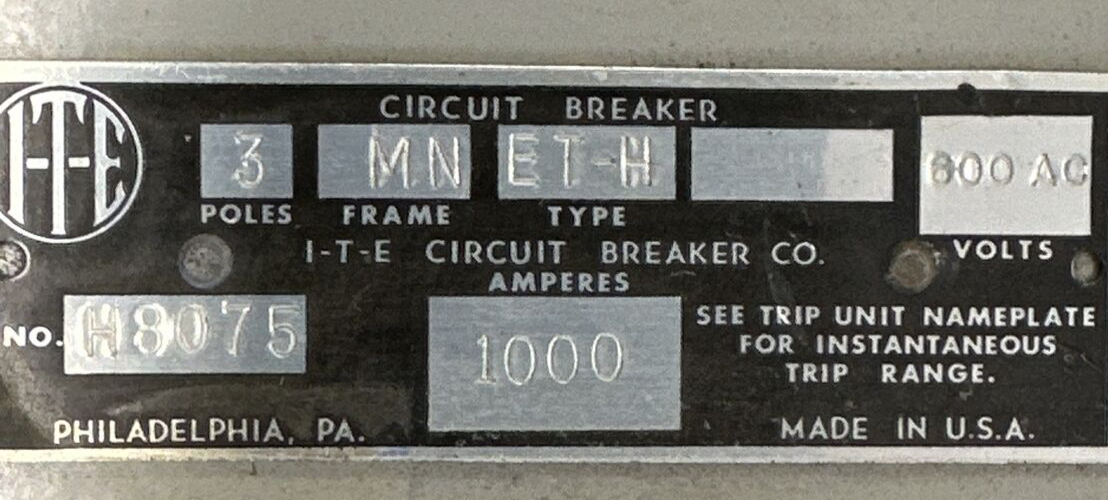 I-T-E
CIRCUIT BREAKER
3 MN ET-H
POLES FRAME TYPE
600 AC
VOLTS
I-T-E CIRCUIT BREAKER CO.
NO. H8075
AMPERES
1000
SEE TRIP UNIT NAMEPLATE
FOR INSTANTANEOUS
TRIP RANGE.
PHILADELPHIA, PA.
MADE IN U.S.A.